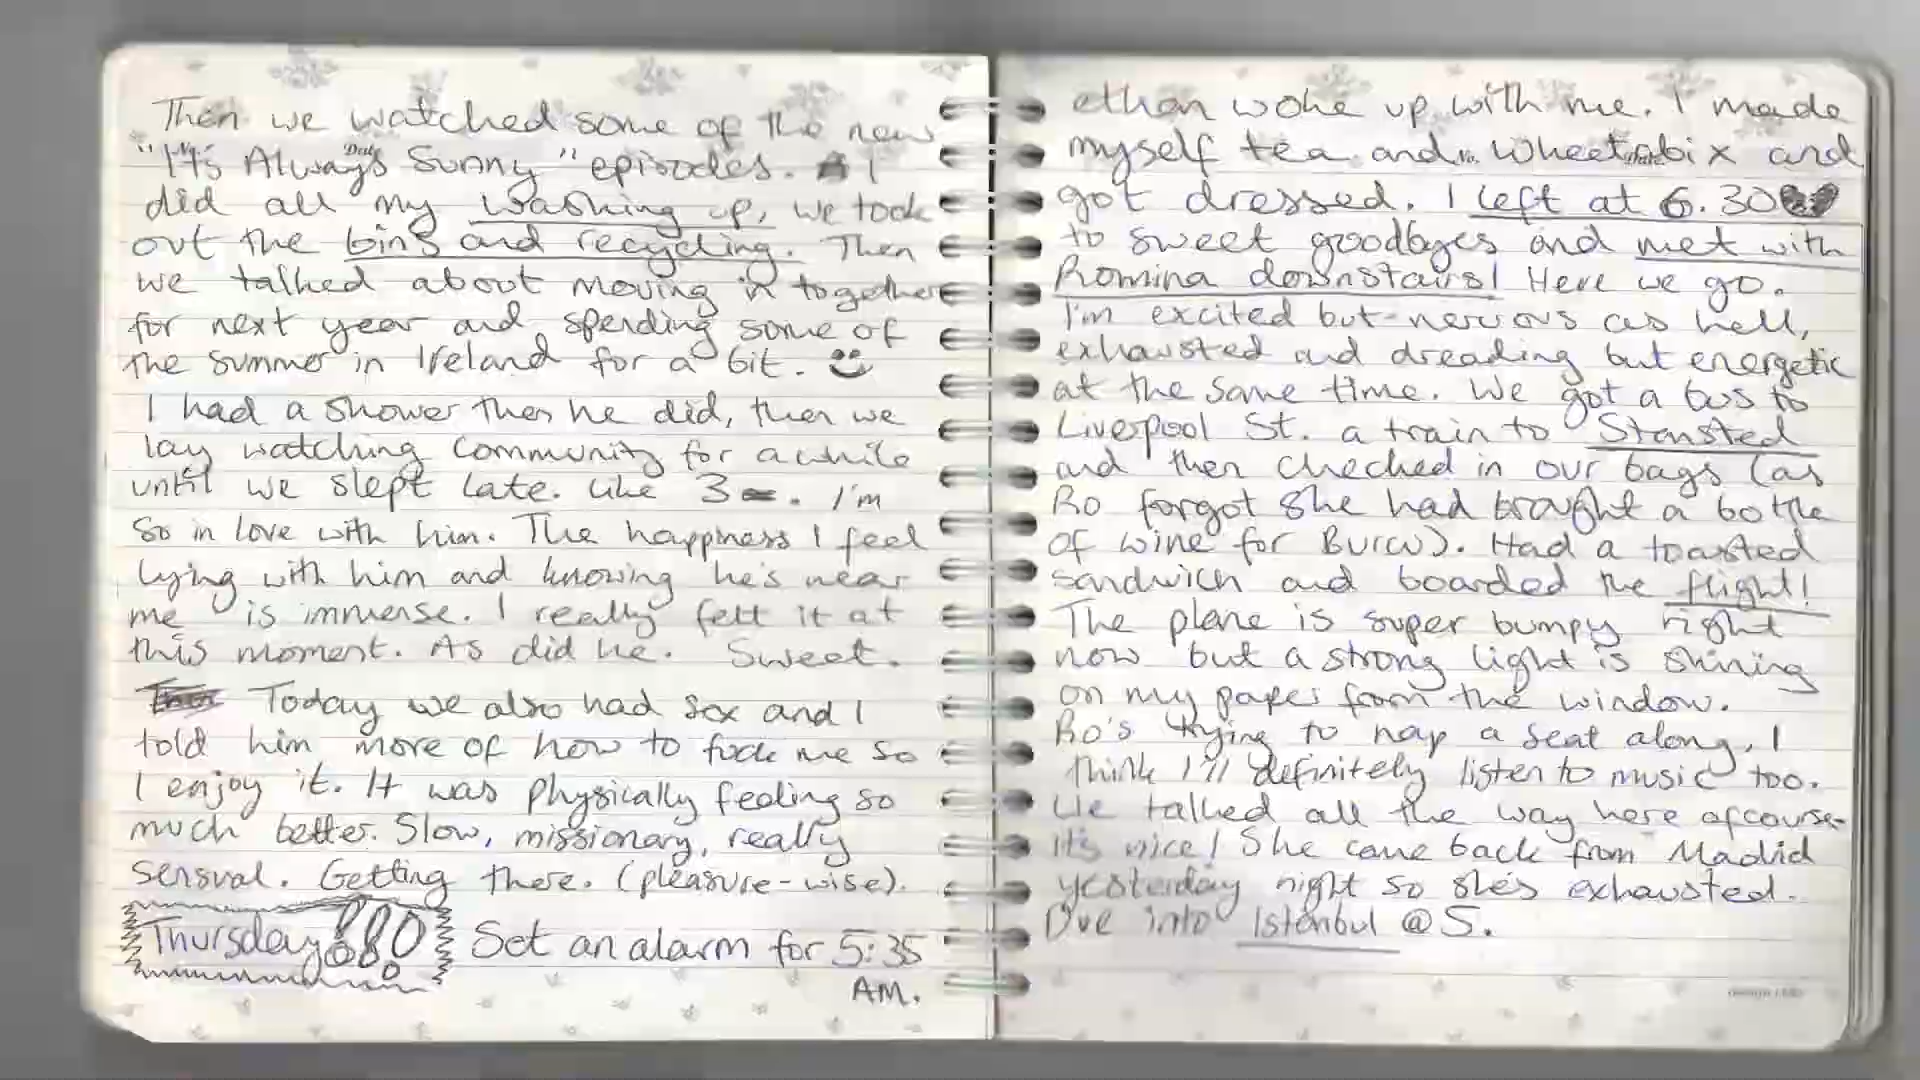 Then we watched some of the new
"It's Always Sunny" episodes. I
Date
did all my washing up, we took
out the bins and recycling. Then
we talked about moving in together
for next year and spending some of
the summer in Ireland for a bit.
I had a shower then he did, then we
lay watching community for a while
until we slept late. Like 3. I'm
so in love with him. The happiness I feel
lying with him and knowing he's near
me is immense. I really felt it at
this moment. As did he. Sweet.
Today we also had sex and I
told him more of how to fuck me so
I enjoy it. It was physically feeling so
much better. Slow, missionary, really
sensual. Getting there. (pleasure-wise).
Thursday!!! Set an alarm for 5:35
AM.
ethan woke up with me. I made
myself tea and wheetabix and
got dressed. I left at 6.30
to sweet goodbyes and met with
Romina downstairs! Here we go.
I'm excited but nervous as hell,
exhausted and dreading but energetic
at the same time. We got a bus to
Liverpool St. a train to Stansted
and then checked in our bags (as
Ro forgot she had brought a bottle
of wine for Burcu). Had a toasted
sandwich and boarded the flight!
The plane is super bumpy right
now but a strong light is shining
on my paper from the window.
Ro's trying to nap a seat along, I
think I'll definitely listen to music too.
We talked all the way here ofcourse-
it's nice! She came back from Madrid
yesterday night so she's exhausted.
Due into Istanbul @ 5.